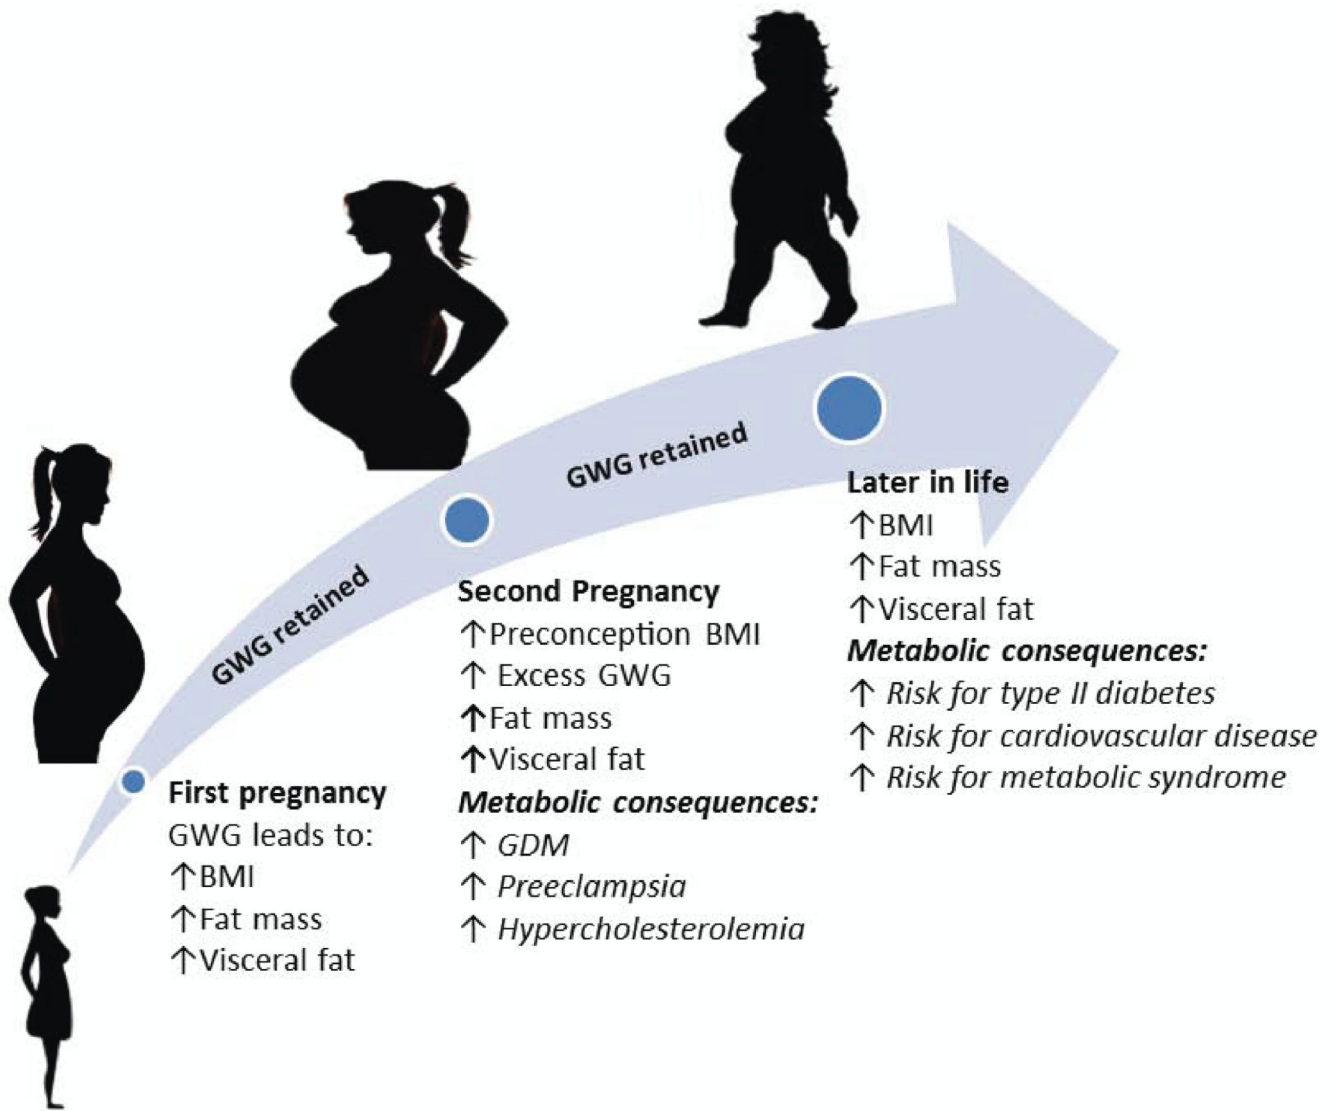 GWG retained
GWG retained
First pregnancy
GWG leads to:
↑BMI
↑Fat mass
↑Visceral fat
Second Pregnancy
↑Preconception BMI
↑ Excess GWG
↑Fat mass
↑Visceral fat
Metabolic consequences:
↑ GDM
↑ Preeclampsia
↑ Hypercholesterolemia
Later in life
↑BMI
↑Fat mass
↑Visceral fat
Metabolic consequences:
↑ Risk for type II diabetes
↑ Risk for cardiovascular disease
↑ Risk for metabolic syndrome